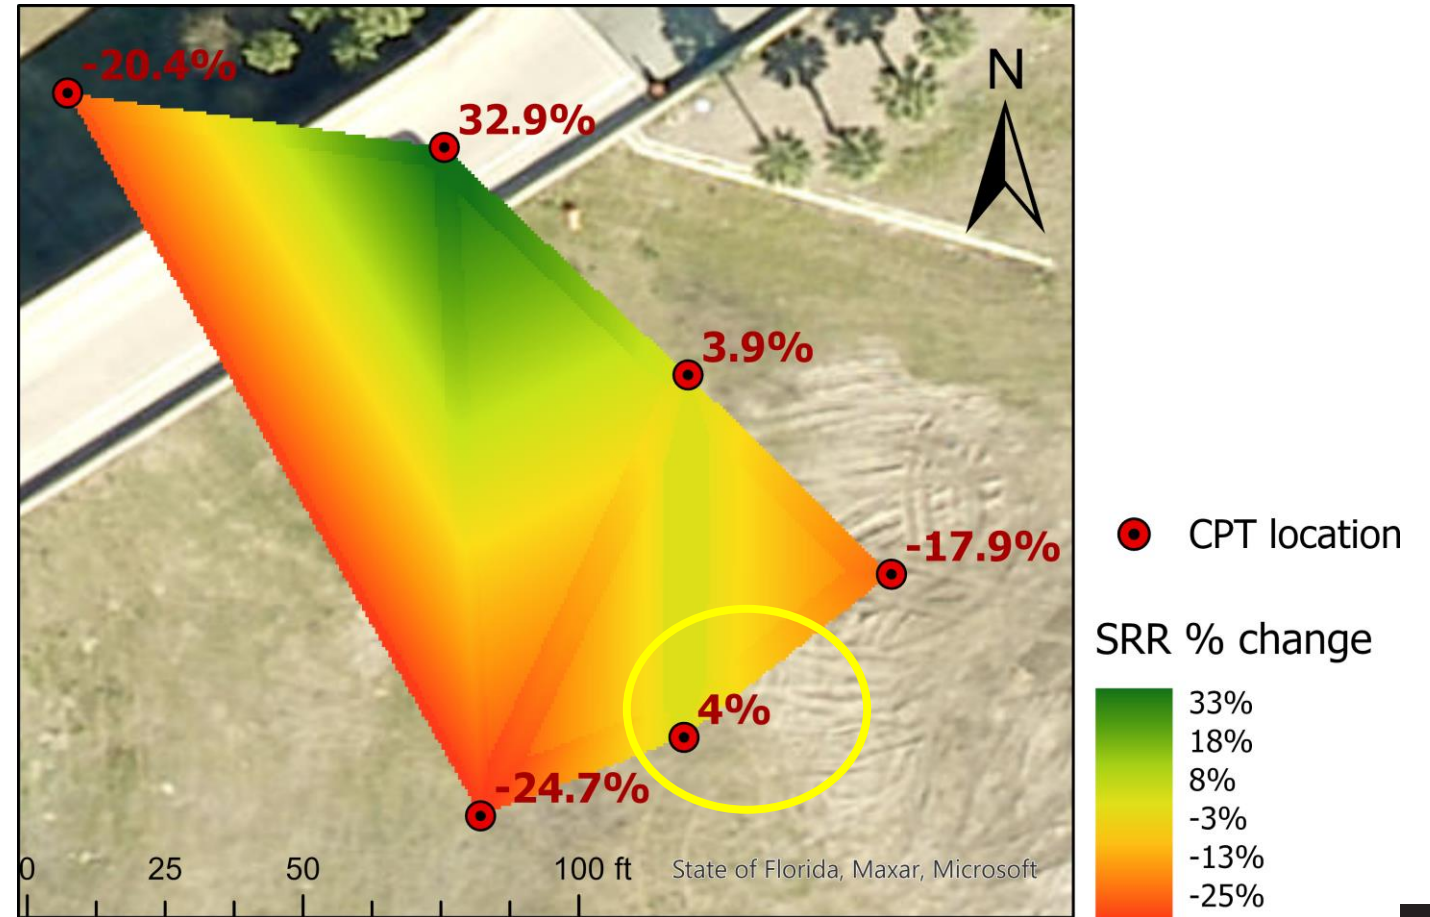 -20.4%
32.9%
N
3.9%
-17.9%
4%
-24.7%
0 25 50 100 ft
State of Florida, Maxar, Microsoft
CPT location
SRR % change
33%
18%
8%
-3%
-13%
-25%